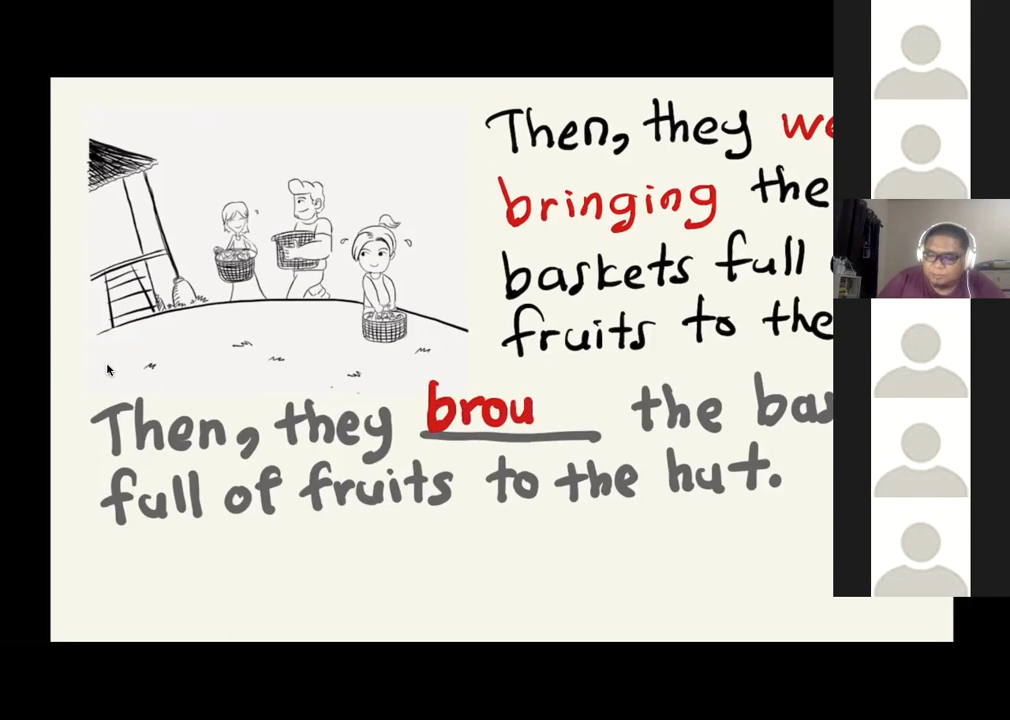 Then, they we
bringing the
baskets full
fruits to the
Then, they brou the bas
full of fruits to the hut.